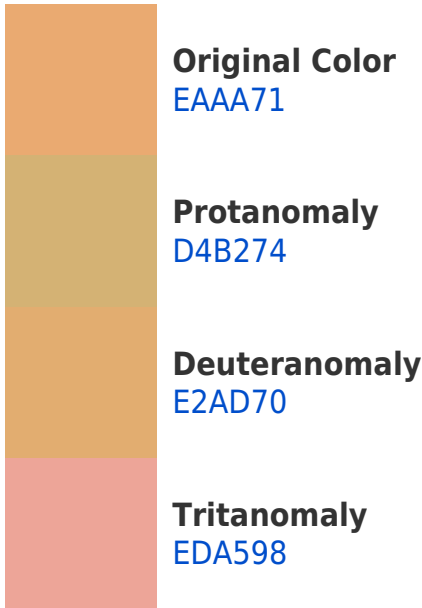 Original Color
EAAA71
Protanomaly
D4B274
Deuteranomaly
E2AD70
Tritanomaly
EDA598